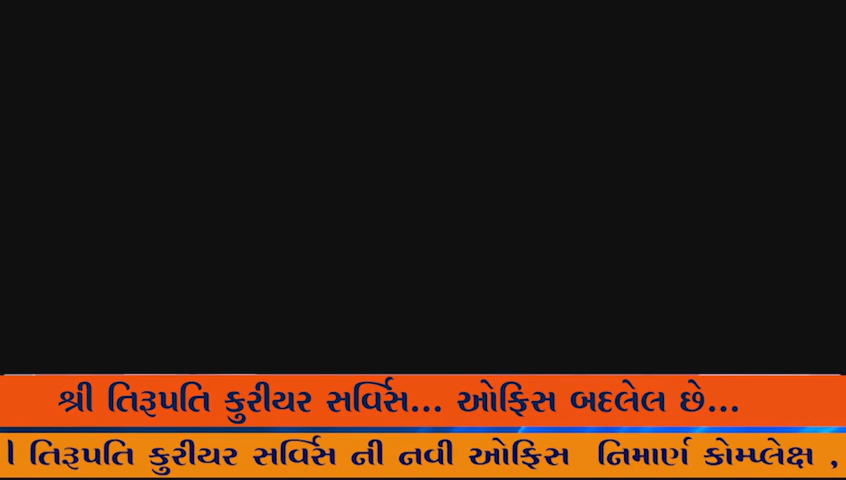 શ્રી તિરૂપતિ કુરીયર સર્વિસ... ઓફિસ બદલેલ છે...
તિરૂપતિ કુરીયર સર્વિસ ની નવી ઓફિસ નિમાર્ણ કોમ્પ્લેક્ષ ,